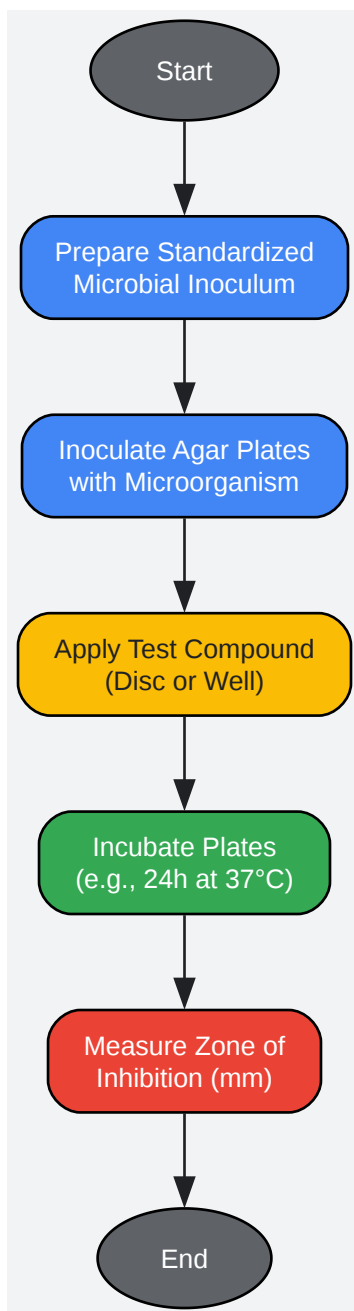 Start
Prepare Standardized
Microbial Inoculum
Inoculate Agar Plates
with Microorganism
Apply Test Compound
(Disc or Well)
Incubate Plates
(e.g., 24h at 37°C)
Measure Zone of
Inhibition (mm)
End